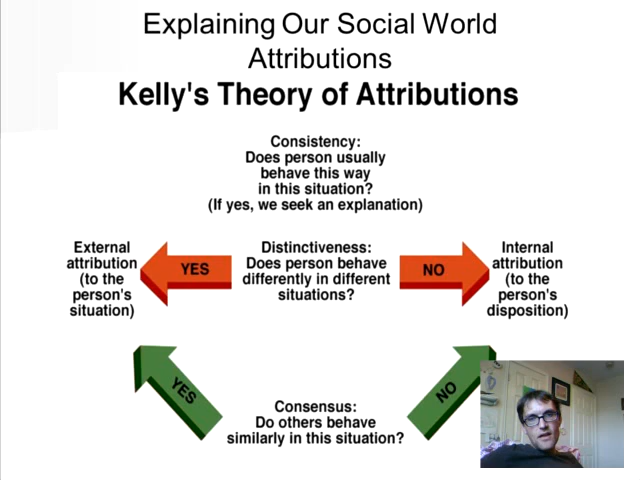 Explaining Our Social World
Attributions
Kelly's Theory of Attributions
Consistency:
Does person usually
behave this way
in this situation?
(If yes, we seek an explanation)
External
attribution
(to the
person's
situation)
YES
Distinctiveness:
Does person behave
differently in different
situations?
NO
Internal
attribution
(to the
person's
disposition)
YES
Consensus:
Do others behave
similarly in this situation?
NO